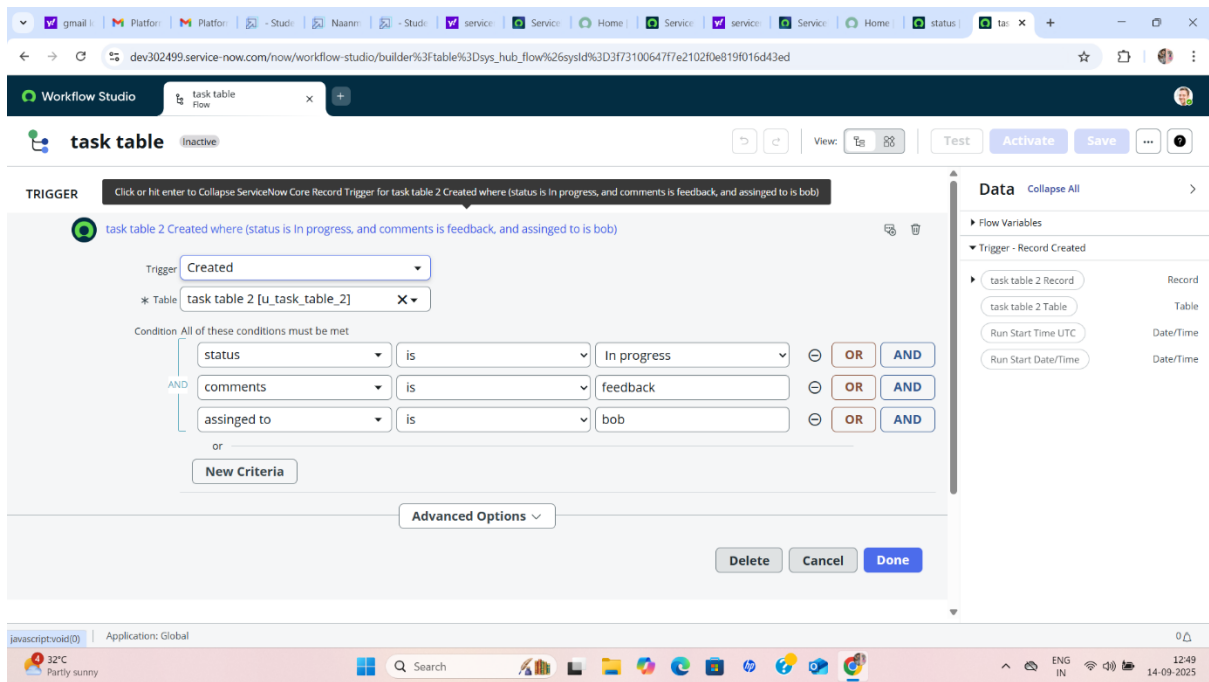 gmail l
Platfor
Platfor
- Stude
Naanm
- Stude
service
Service
Home
Service
service
Service
Home
status
tas
dev302499.service-now.com/now/workflow-studio/builder%3Ftable%3Dsys_hub_flow%26sysId%3D3f73100647f7e2102f0e819f016d43ed
Workflow Studio
task table
Flow
task table Inactive
View:
Test Activate Save
TRIGGER
Click or hit enter to Collapse ServiceNow Core Record Trigger for task table 2 Created where (status is In progress, and comments is feedback, and assinged to is bob)
task table 2 Created where (status is In progress, and comments is feedback, and assinged to is bob)
Trigger Created
* Table task table 2 [u_task_table_2]
Condition All of these conditions must be met
status is In progress OR AND
AND comments is feedback OR AND
assinged to is bob OR AND
or
New Criteria
Advanced Options
Delete Cancel Done
Data Collapse All
Flow Variables
Trigger - Record Created
task table 2 Record Record
task table 2 Table Table
Run Start Time UTC Date/Time
Run Start Date/Time Date/Time
javascript:void(0) Application: Global 0
4
32°C
Partly sunny
Search
ENG
IN
12:49
14-09-2025